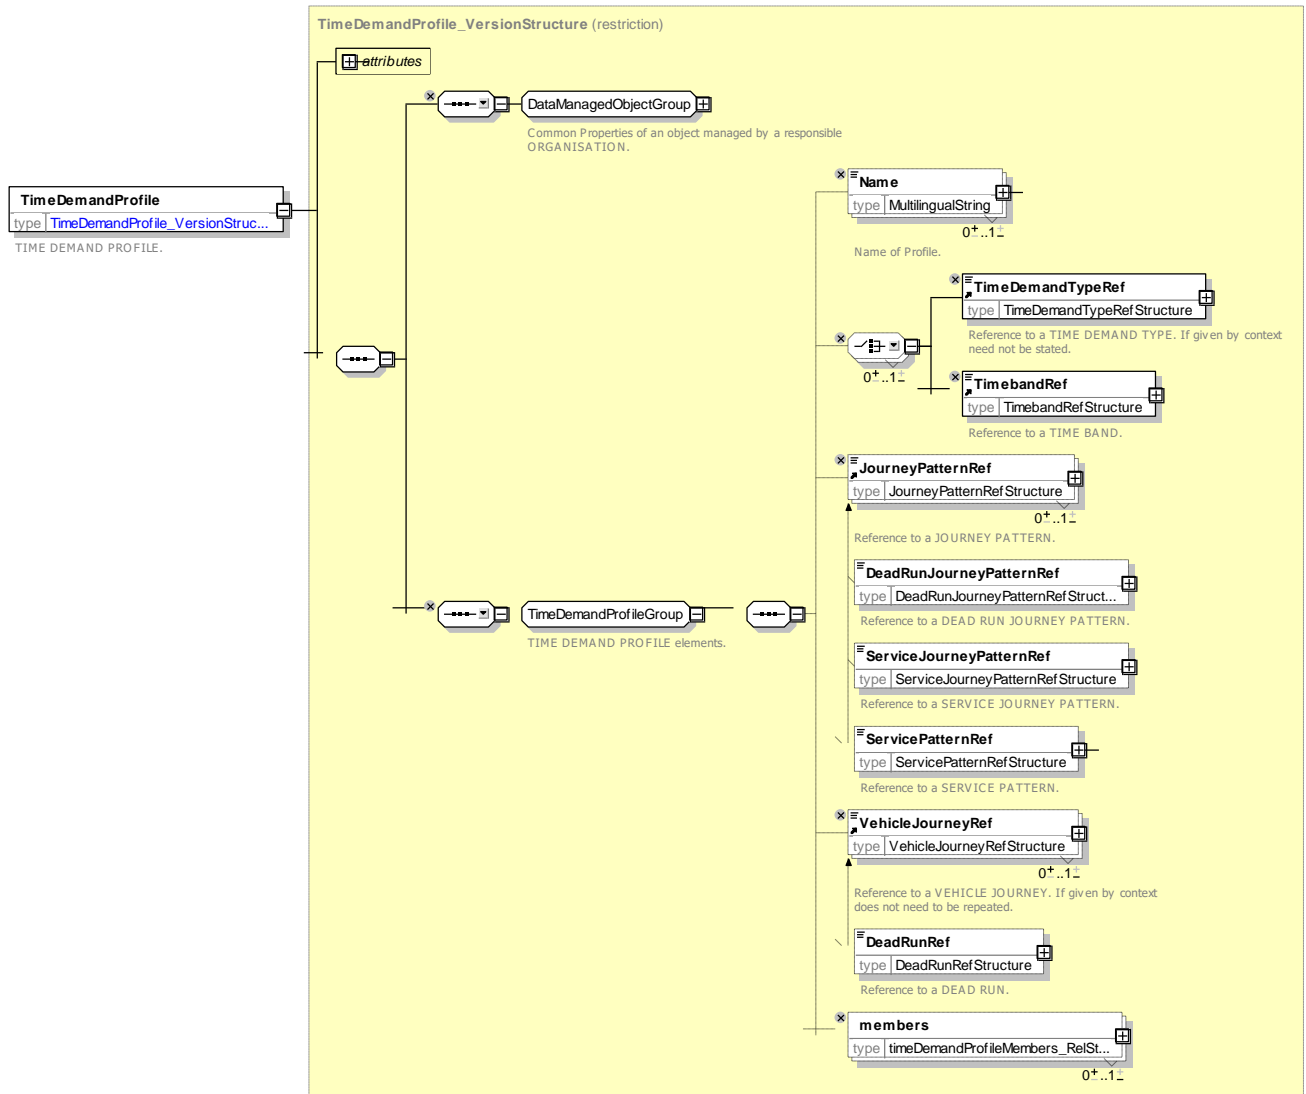 TimeDemandProfile_VersionStructure (restriction)
attributes
DataManagedObjectGroup
Common Properties of an object managed by a responsible
ORGANISATION.
TimeDemandProfile
type TimeDemandProfile_VersionStruc...
TIME DEMAND PROFILE.
Name
type MultilingualString
0..1
Name of Profile.
TimeDemandTypeRef
type TimeDemandTypeRefStructure
Reference to a TIME DEMAND TYPE. If given by context
need not be stated.
0..1
TimebandRef
type TimebandRefStructure
Reference to a TIME BAND.
JourneyPatternRef
type JourneyPatternRefStructure
0..1
Reference to a JOURNEY PATTERN.
DeadRunJourneyPatternRef
type DeadRunJourneyPatternRefStruct...
Reference to a DEAD RUN JOURNEY PATTERN.
TimeDemandProfileGroup
TIME DEMAND PROFILE elements.
ServiceJourneyPatternRef
type ServiceJourneyPatternRefStructure
Reference to a SERVICE JOURNEY PATTERN.
ServicePatternRef
type ServicePatternRefStructure
Reference to a SERVICE PATTERN.
VehicleJourneyRef
type VehicleJourneyRefStructure
0..1
Reference to a VEHICLE JOURNEY. If given by context
does not need to be repeated.
DeadRunRef
type DeadRunRefStructure
Reference to a DEAD RUN.
members
type timeDemandProfileMembers_RelSt...
0..1